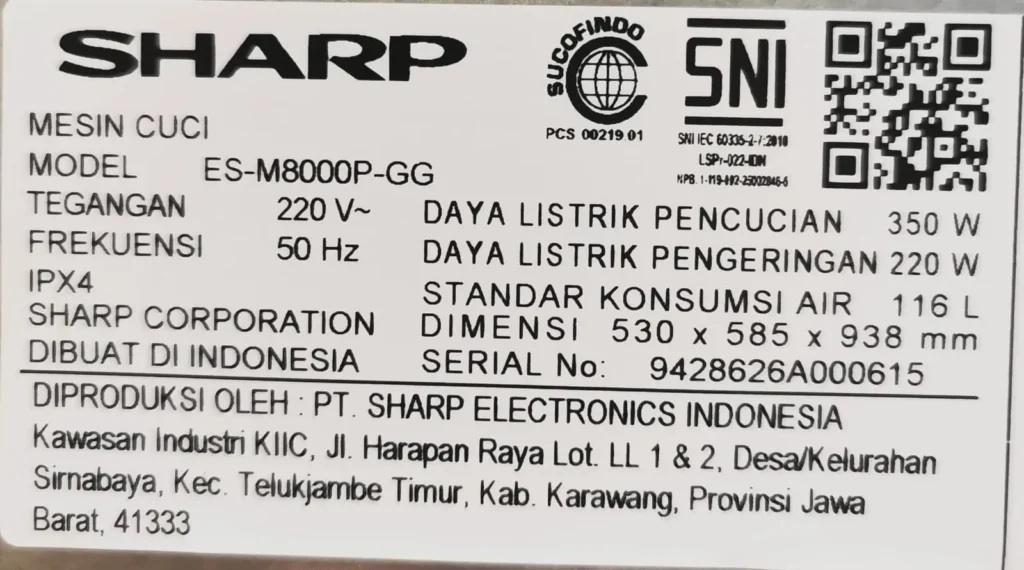 SHARP
SUCOFINDO
PCS 00219.01
SNI
SNI IEC 60335-2-7:2010
LSPr-022-IDN
MESIN CUCI
MODEL ES-M8000P-GG
TEGANGAN 220 V~
FREKUENSI 50 Hz
IPX4
SHARP CORPORATION
DIBUAT DI INDONESIA
DAYA LISTRIK PENCUCIAN 350 W
DAYA LISTRIK PENGERINGAN 220 W
STANDAR KONSUMSI AIR 116 L
DIMENSI 530 x 585 x 938 mm
SERIAL No: 9428626A000615
DIPRODUKSI OLEH : PT. SHARP ELECTRONICS INDONESIA
Kawasan Industri KIIC, Jl. Harapan Raya Lot. LL 1 & 2, Desa/Kelurahan
Sirnabaya, Kec. Telukjambe Timur, Kab. Karawang, Provinsi Jawa
Barat, 41333